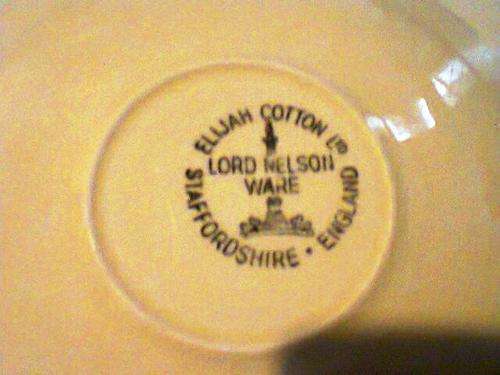 ELIJAH COTTON LTD
LORD NELSON
WARE
STAFFORDSHIRE • ENGLAND